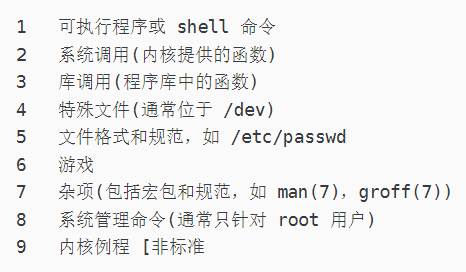 1 可执行程序或 shell 命令
2 系统调用(内核提供的函数)
3 库调用(程序库中的函数)
4 特殊文件(通常位于 /dev)
5 文件格式和规范，如 /etc/passwd
6 游戏
7 杂项(包括宏包和规范，如 man(7)，groff(7))
8 系统管理命令(通常只针对 root 用户)
9 内核例程 [非标准